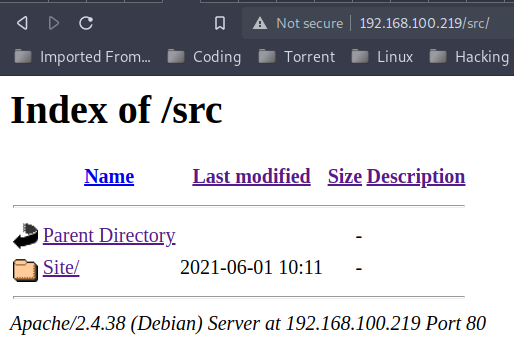 Not secure 192.168.100.219/src/
Imported From... Coding Torrent Linux Hacking
Index of /src
Name Last modified Size Description
Parent Directory -
Site/ 2021-06-01 10:11 -
Apache/2.4.38 (Debian) Server at 192.168.100.219 Port 80